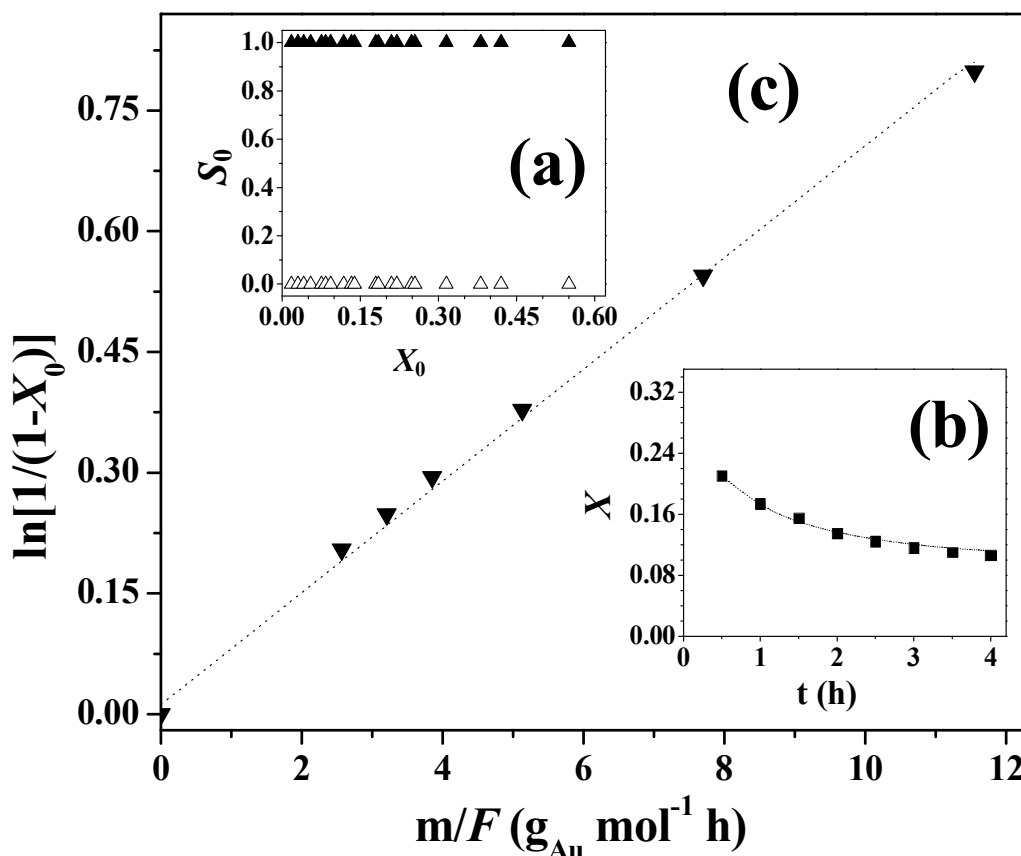 (c)
ln[1/(1-X₀)]
0.75
0.60
0.45
0.30
0.15
0.00
0 2 4 6 8 10 12
m/F (g_Au mol⁻¹ h)
(a)
S₀
1.0
0.8
0.6
0.4
0.2
0.0
0.00 0.15 0.30 0.45 0.60
X₀
(b)
X
0.32
0.24
0.16
0.08
0.00
0 1 2 3 4
t (h)